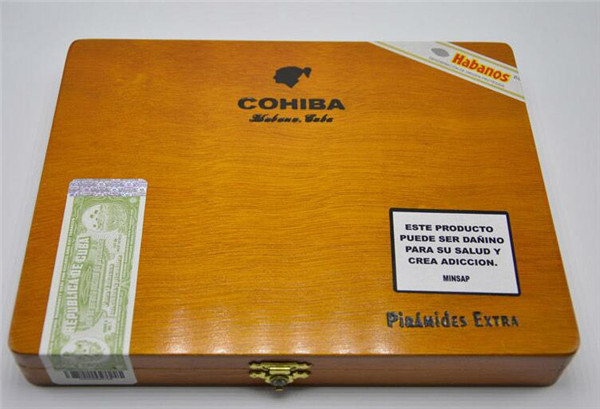 Habanos
COHIBA
Habana, Cuba
REPUBLICA DE CUBA
ESTE PRODUCTO
PUEDE SER DAÑINO
PARA SU SALUD Y
CREA ADICCION.
MINSAP
PIRÁMIDES EXTRA